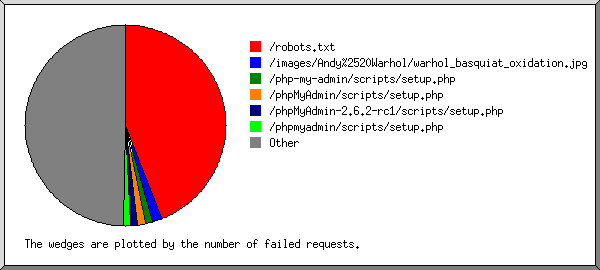 /robots.txt
/images/Andy%2520Warhol/warhol_basquiat_oxidation.jpg
/php-my-admin/scripts/setup.php
/phpMyAdmin/scripts/setup.php
/phpMyAdmin-2.6.2-rc1/scripts/setup.php
/phpmyadmin/scripts/setup.php
Other
The wedges are plotted by the number of failed requests.